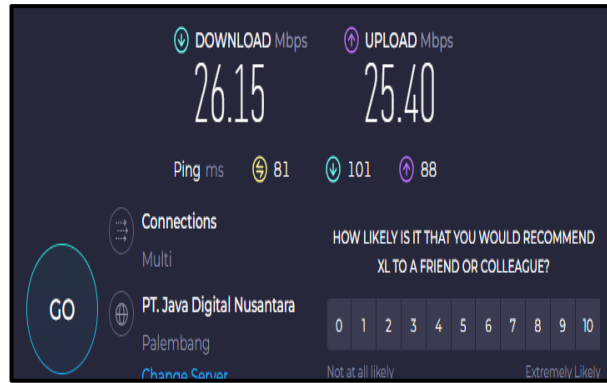 DOWNLOAD Mbps UPLOAD Mbps
26.15 25.40
Ping ms 81 101 88
Connections
Multi
PT. Java Digital Nusantara
Palembang
Change Server
GO
HOW LIKELY IS IT THAT YOU WOULD RECOMMEND
XL TO A FRIEND OR COLLEAGUE?
0 1 2 3 4 5 6 7 8 9 10
Not at all likely Extremely Likely